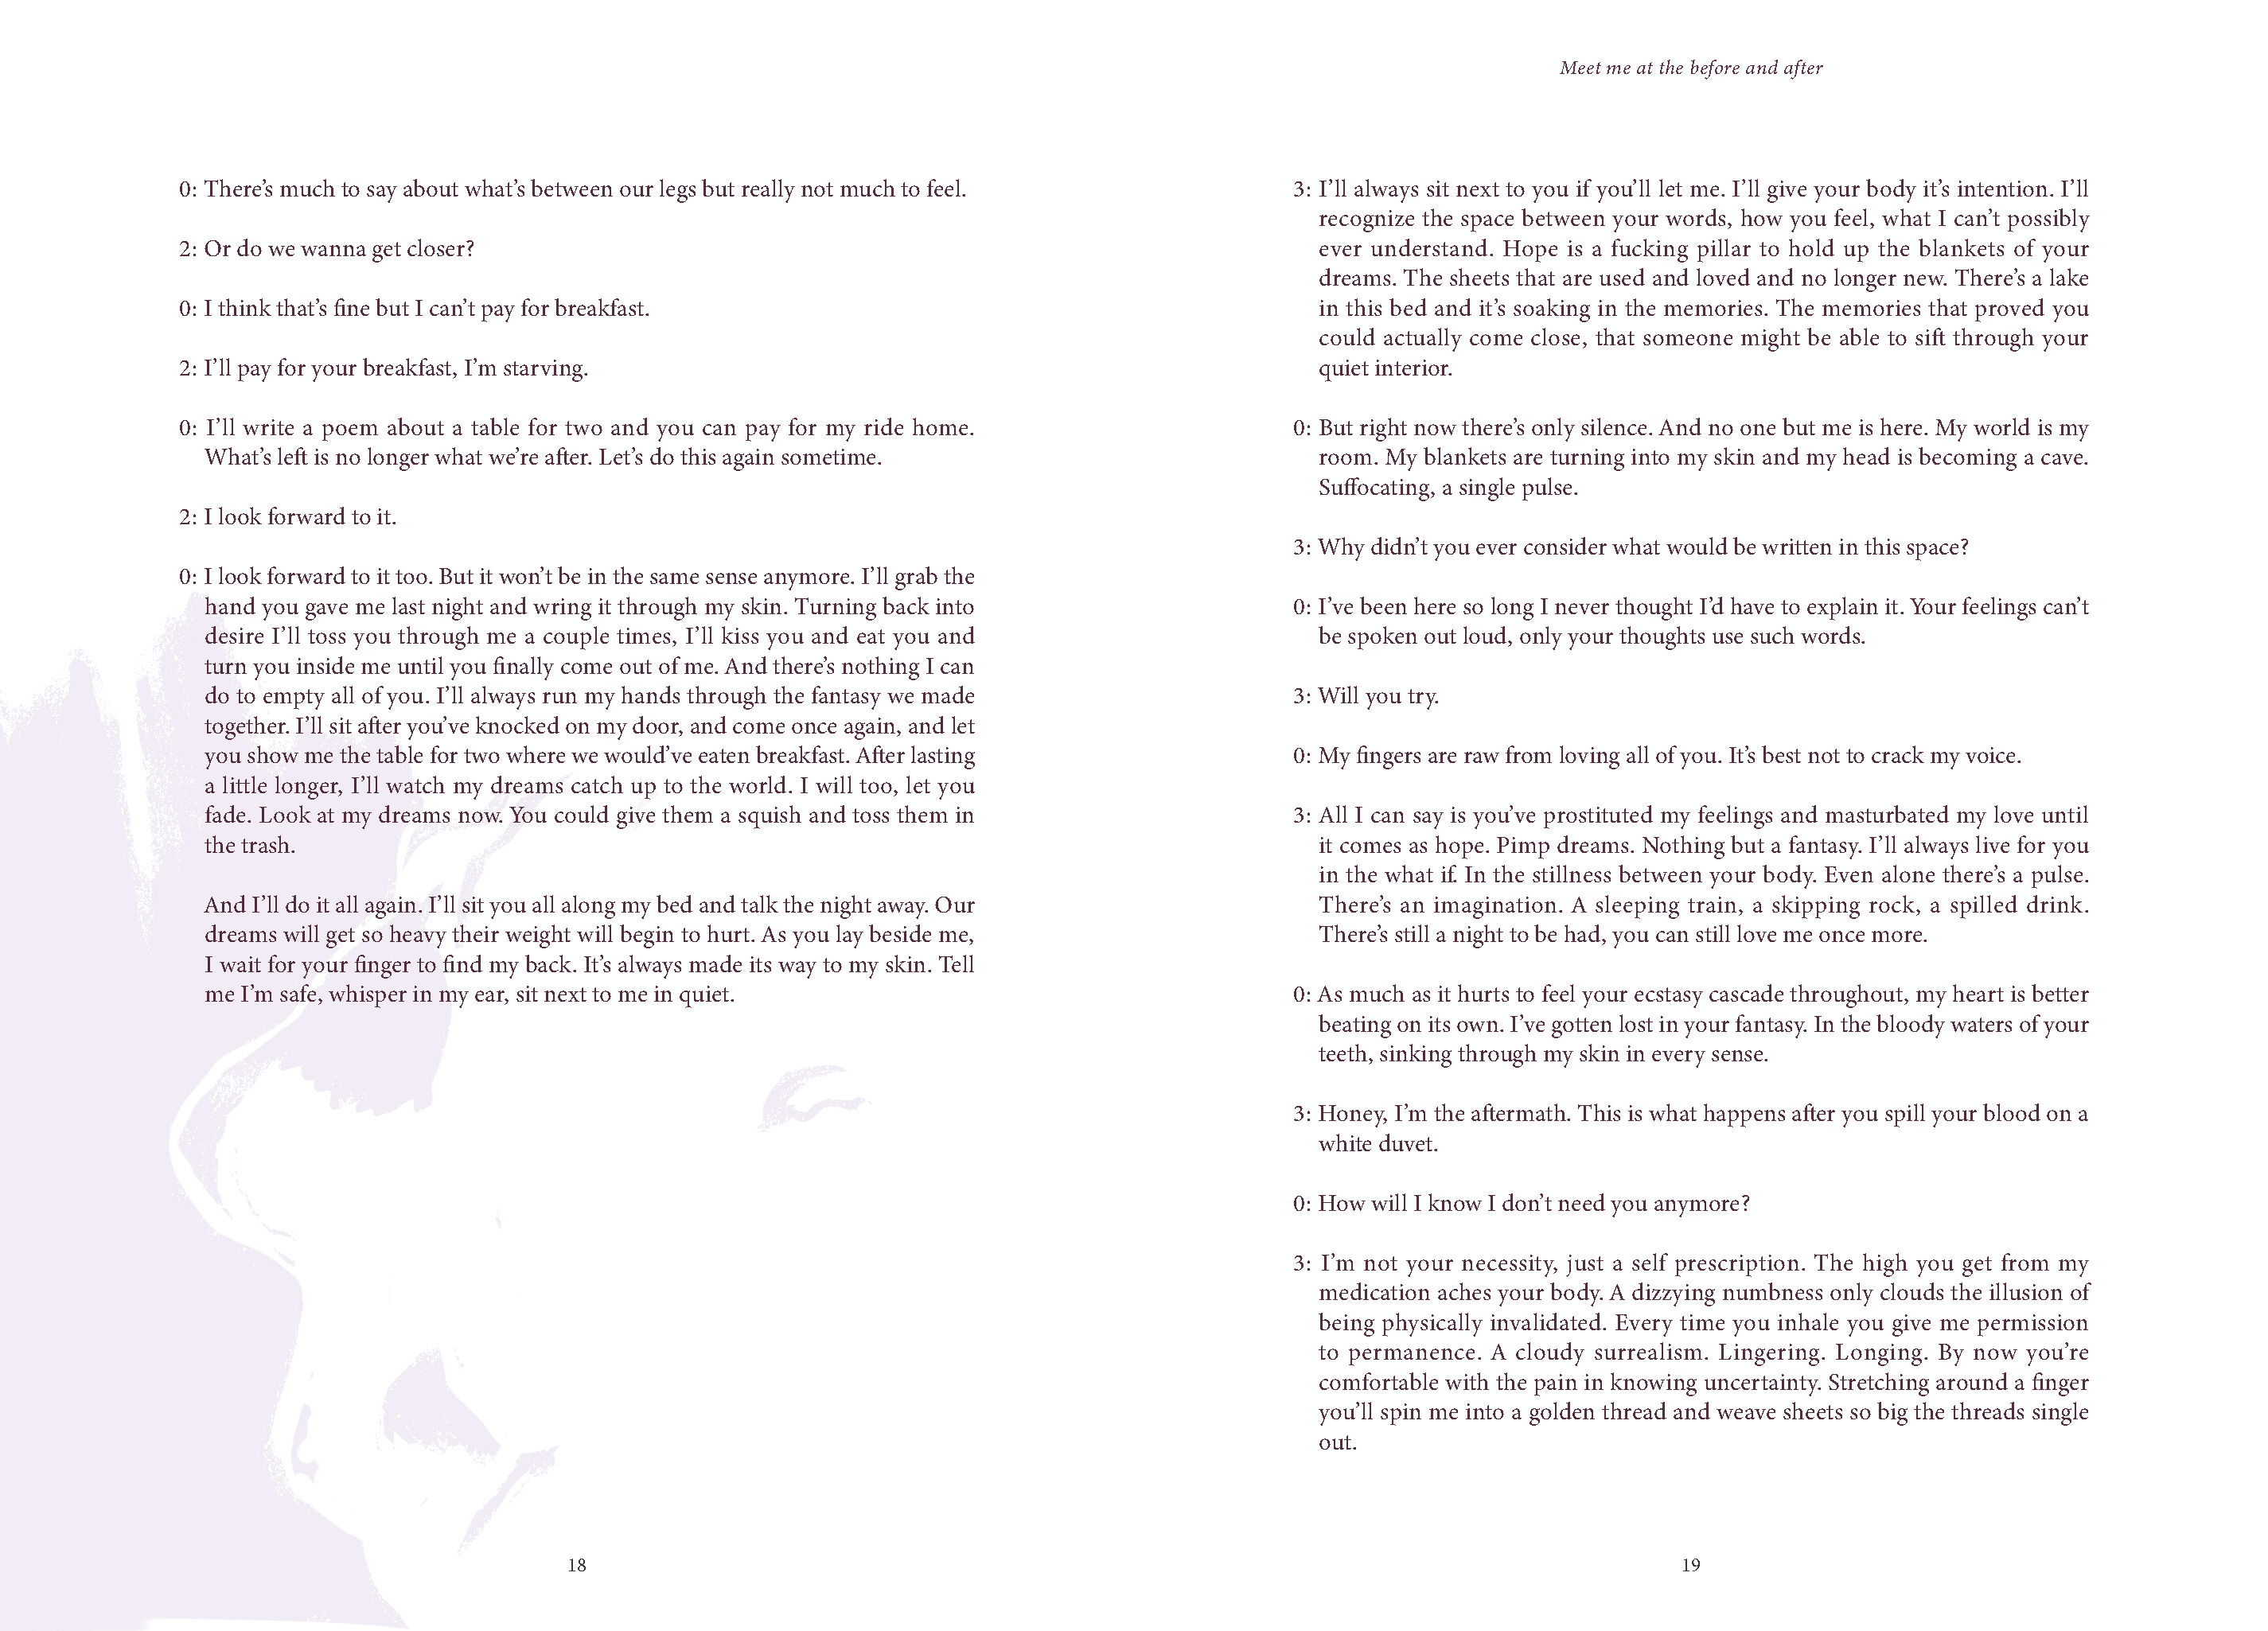 0: There’s much to say about what’s between our legs but really not much to feel.
2: Or do we wanna get closer?
0: I think that’s fine but I can’t pay for breakfast.
2: I’ll pay for your breakfast, I’m starving.
0: I’ll write a poem about a table for two and you can pay for my ride home.
What’s left is no longer what we’re after. Let’s do this again sometime.
2: I look forward to it.
0: I look forward to it too. But it won’t be in the same sense anymore. I’ll grab the
hand you gave me last night and wring it through my skin. Turning back into
desire I’ll toss you through me a couple times, I’ll kiss you and eat you and
turn you inside me until you finally come out of me. And there’s nothing I can
do to empty all of you. I’ll always run my hands through the fantasy we made
together. I’ll sit after you’ve knocked on my door, and come once again, and let
you show me the table for two where we would’ve eaten breakfast. After lasting
a little longer, I’ll watch my dreams catch up to the world. I will too, let you
fade. Look at my dreams now. You could give them a squish and toss them in
the trash.
And I’ll do it all again. I’ll sit you all along my bed and talk the night away. Our
dreams will get so heavy their weight will begin to hurt. As you lay beside me,
I wait for your finger to find my back. It’s always made its way to my skin. Tell
me I’m safe, whisper in my ear, sit next to me in quiet.
18
Meet me at the before and after
3: I’ll always sit next to you if you’ll let me. I’ll give your body it’s intention. I’ll
recognize the space between your words, how you feel, what I can’t possibly
ever understand. Hope is a fucking pillar to hold up the blankets of your
dreams. The sheets that are used and loved and no longer new. There’s a lake
in this bed and it’s soaking in the memories. The memories that proved you
could actually come close, that someone might be able to sift through your
quiet interior.
0: But right now there’s only silence. And no one but me is here. My world is my
room. My blankets are turning into my skin and my head is becoming a cave.
Suffocating, a single pulse.
3: Why didn’t you ever consider what would be written in this space?
0: I’ve been here so long I never thought I’d have to explain it. Your feelings can’t
be spoken out loud, only your thoughts use such words.
3: Will you try.
0: My fingers are raw from loving all of you. It’s best not to crack my voice.
3: All I can say is you’ve prostituted my feelings and masturbated my love until
it comes as hope. Pimp dreams. Nothing but a fantasy. I’ll always live for you
in the what if. In the stillness between your body. Even alone there’s a pulse.
There’s an imagination. A sleeping train, a skipping rock, a spilled drink.
There’s still a night to be had, you can still love me once more.
0: As much as it hurts to feel your ecstasy cascade throughout, my heart is better
beating on its own. I’ve gotten lost in your fantasy. In the bloody waters of your
teeth, sinking through my skin in every sense.
3: Honey, I’m the aftermath. This is what happens after you spill your blood on a
white duvet.
0: How will I know I don’t need you anymore?
3: I’m not your necessity, just a self prescription. The high you get from my
medication aches your body. A dizzying numbness only clouds the illusion of
being physically invalidated. Every time you inhale you give me permission
to permanence. A cloudy surrealism. Lingering. Longing. By now you’re
comfortable with the pain in knowing uncertainty. Stretching around a finger
you’ll spin me into a golden thread and weave sheets so big the threads single
out.
19